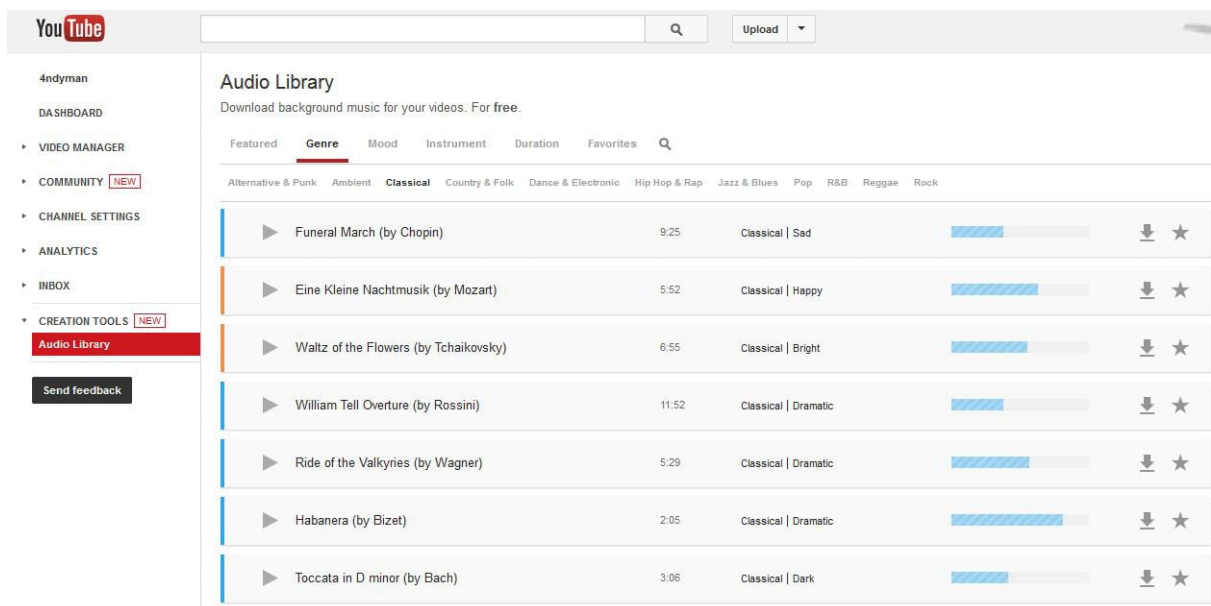 YouTube
Upload
4ndyman
DASHBOARD
VIDEO MANAGER
COMMUNITY NEW
CHANNEL SETTINGS
ANALYTICS
INBOX
CREATION TOOLS NEW
Audio Library
Send feedback
Audio Library
Download background music for your videos. For free.
Featured Genre Mood Instrument Duration Favorites
Alternative & Punk Ambient Classical Country & Folk Dance & Electronic Hip Hop & Rap Jazz & Blues Pop R&B Reggae Rock
Funeral March (by Chopin) 9:25 Classical | Sad
Eine Kleine Nachtmusik (by Mozart) 5:52 Classical | Happy
Waltz of the Flowers (by Tchaikovsky) 6:55 Classical | Bright
William Tell Overture (by Rossini) 11:52 Classical | Dramatic
Ride of the Valkyries (by Wagner) 5:29 Classical | Dramatic
Habanera (by Bizet) 2:05 Classical | Dramatic
Toccata in D minor (by Bach) 3:06 Classical | Dark